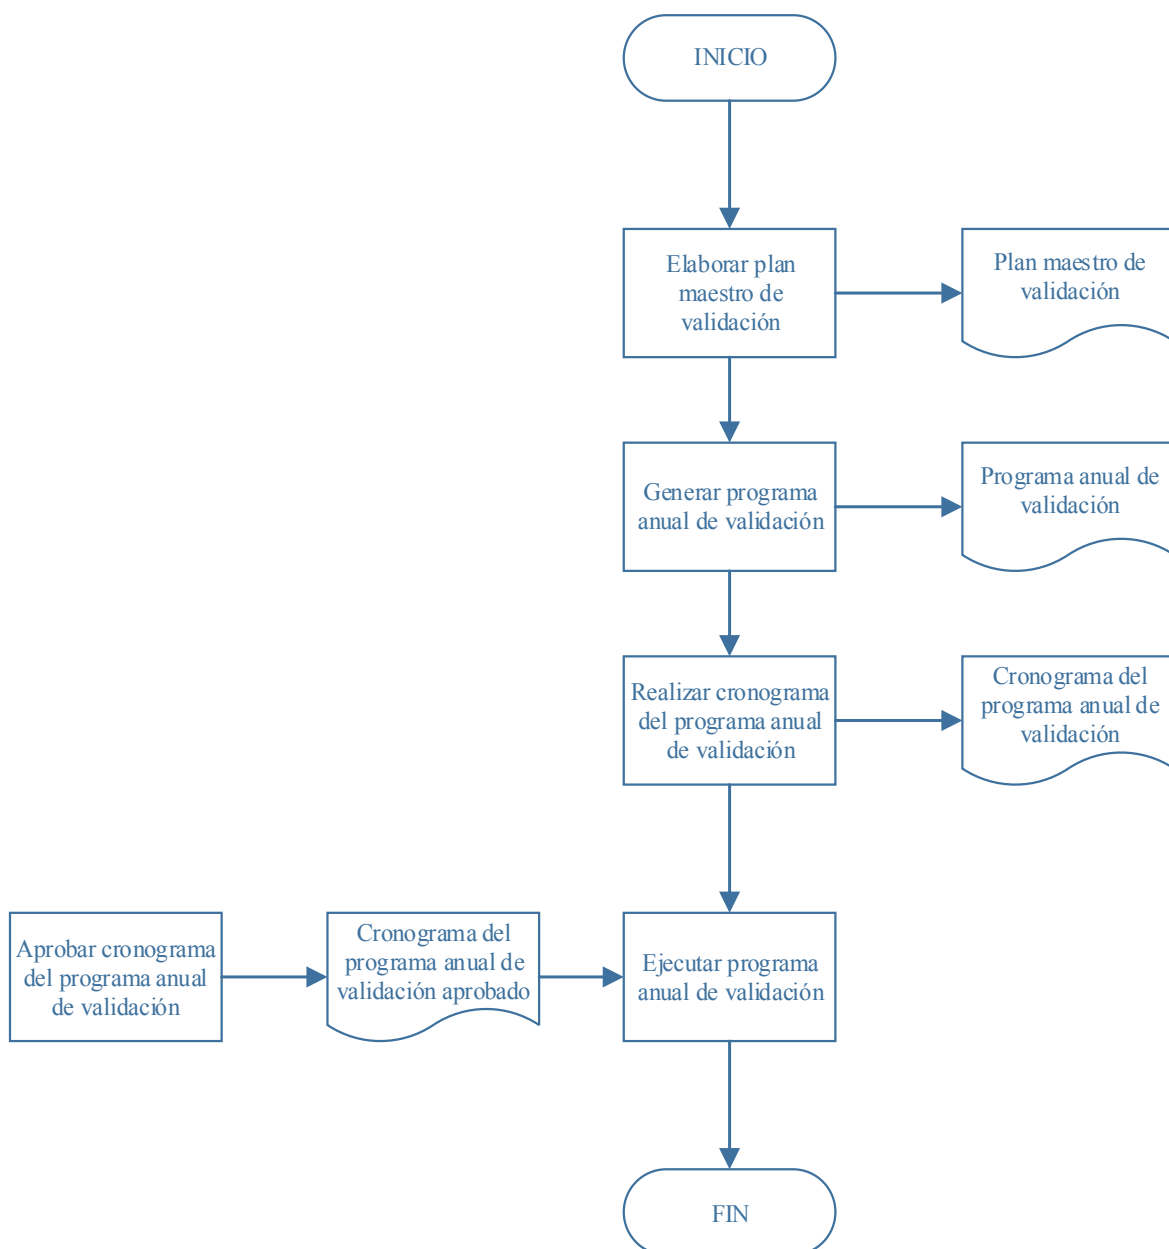 INICIO
Elaborar plan
maestro de
validación
Plan maestro de
validación
Generar programa
anual de validación
Programa anual de
validación
Realizar cronograma
del programa anual
de validación
Cronograma del
programa anual de
validación
Aprobar cronograma
del programa anual
de validación
Cronograma del
programa anual de
validación aprobado
Ejecutar programa
anual de validación
FIN